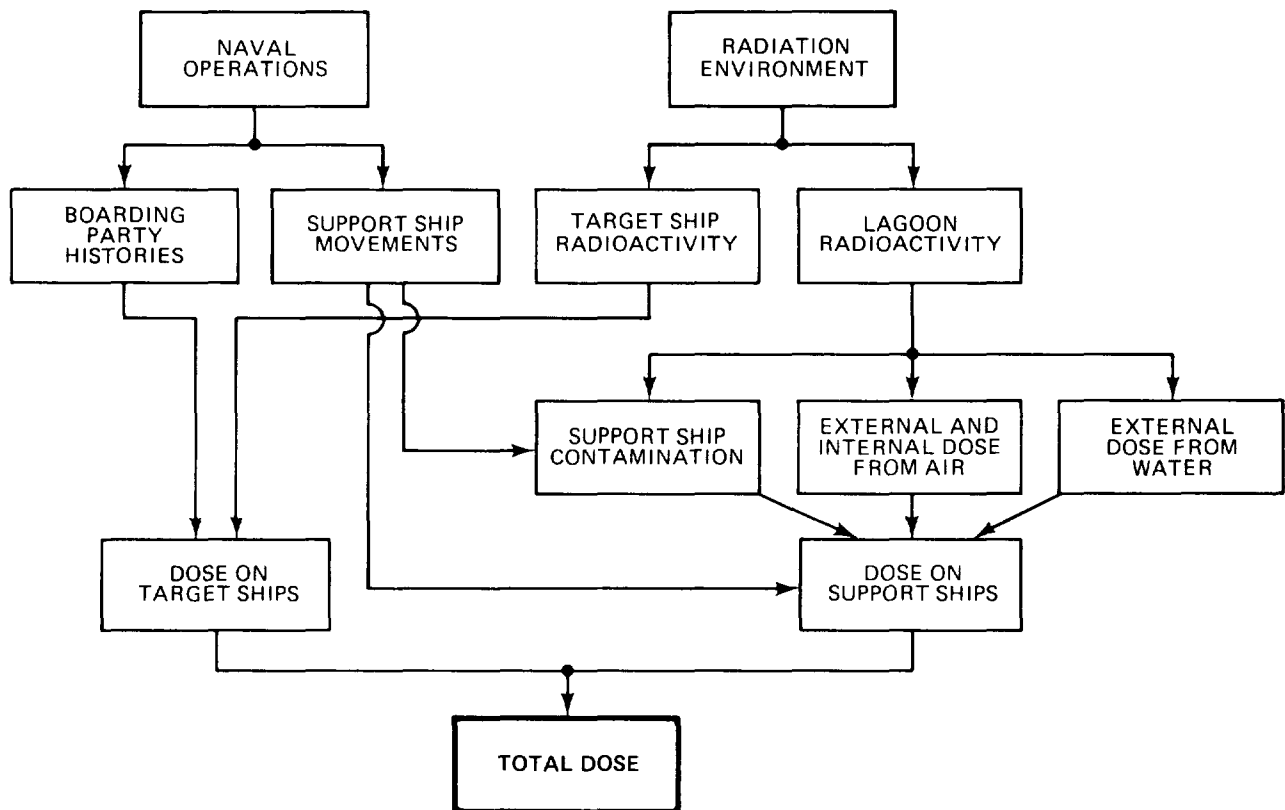 NAVAL
OPERATIONS
RADIATION
ENVIRONMENT
BOARDING
PARTY
HISTORIES
SUPPORT SHIP
MOVEMENTS
TARGET SHIP
RADIOACTIVITY
LAGOON
RADIOACTIVITY
SUPPORT SHIP
CONTAMINATION
EXTERNAL AND
INTERNAL DOSE
FROM AIR
EXTERNAL
DOSE FROM
WATER
DOSE ON
TARGET SHIPS
DOSE ON
SUPPORT SHIPS
TOTAL DOSE